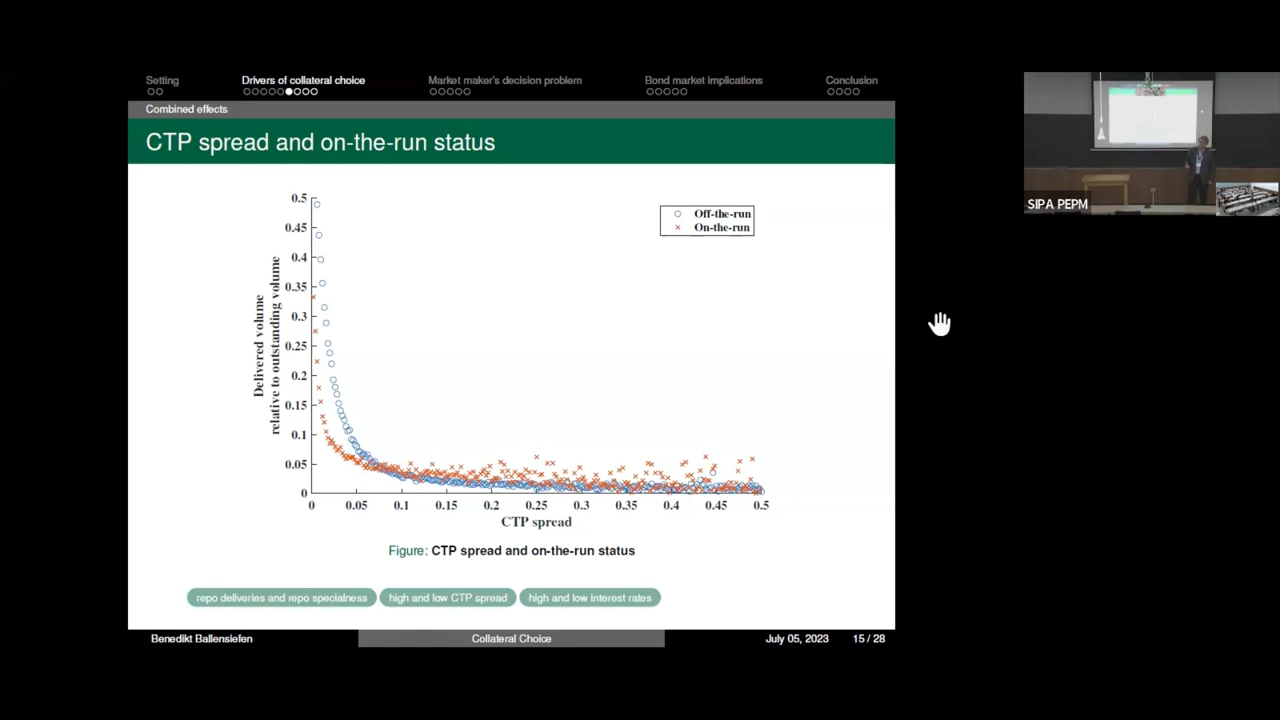 Setting
Drivers of collateral choice
Market maker's decision problem
Bond market implications
Conclusion
Combined effects
CTP spread and on-the-run status
0.5
0.45
0.4
0.35
0.3
0.25
0.2
0.15
0.1
0.05
0
Delivered volume
relative to outstanding volume
Off-the-run
On-the-run
0 0.05 0.1 0.15 0.2 0.25 0.3 0.35 0.4 0.45 0.5
CTP spread
Figure: CTP spread and on-the-run status
repo deliveries and repo specialness
high and low CTP spread
high and low interest rates
Benedikt Ballensiefen
Collateral Choice
July 05, 2023
15 / 28
SIPA PEPM